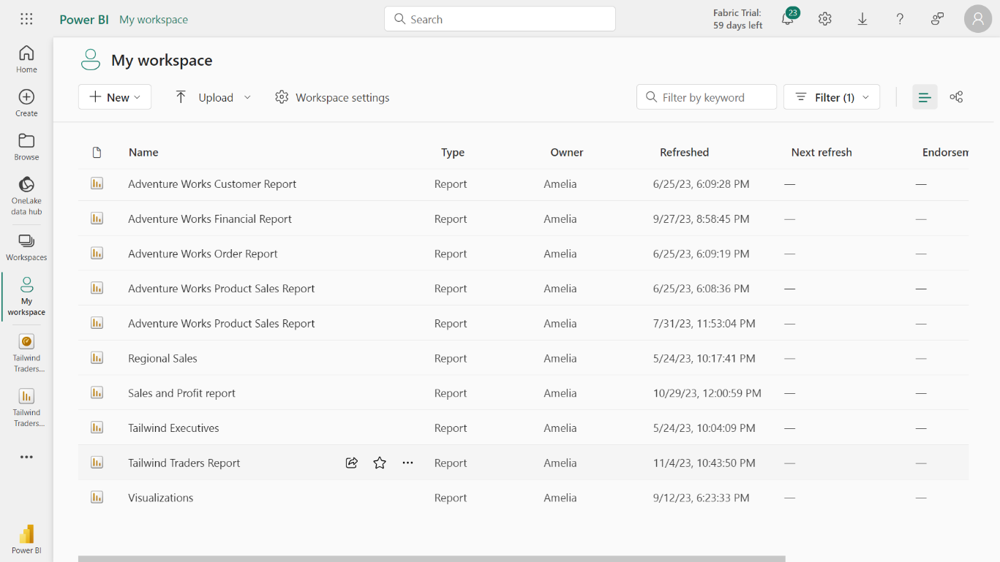 Power BI My workspace
Search
Fabric Trial:
59 days left
23
Home
Create
Browse
OneLake
data hub
Workspaces
My
workspace
Tailwind
Traders...
Tailwind
Traders...
Power BI
My workspace
New
Upload
Workspace settings
Filter by keyword
Filter (1)
Name Type Owner Refreshed Next refresh Endorsem
Adventure Works Customer Report Report Amelia 6/25/23, 6:09:28 PM — —
Adventure Works Financial Report Report Amelia 9/27/23, 8:58:45 PM — —
Adventure Works Order Report Report Amelia 6/25/23, 6:09:19 PM — —
Adventure Works Product Sales Report Report Amelia 6/25/23, 6:08:36 PM — —
Adventure Works Product Sales Report Report Amelia 7/31/23, 11:53:04 PM — —
Regional Sales Report Amelia 5/24/23, 10:17:41 PM — —
Sales and Profit report Report Amelia 10/29/23, 12:00:59 PM — —
Tailwind Executives Report Amelia 5/24/23, 10:04:09 PM — —
Tailwind Traders Report Report Amelia 11/4/23, 10:43:50 PM — —
Visualizations Report Amelia 9/12/23, 6:23:33 PM — —